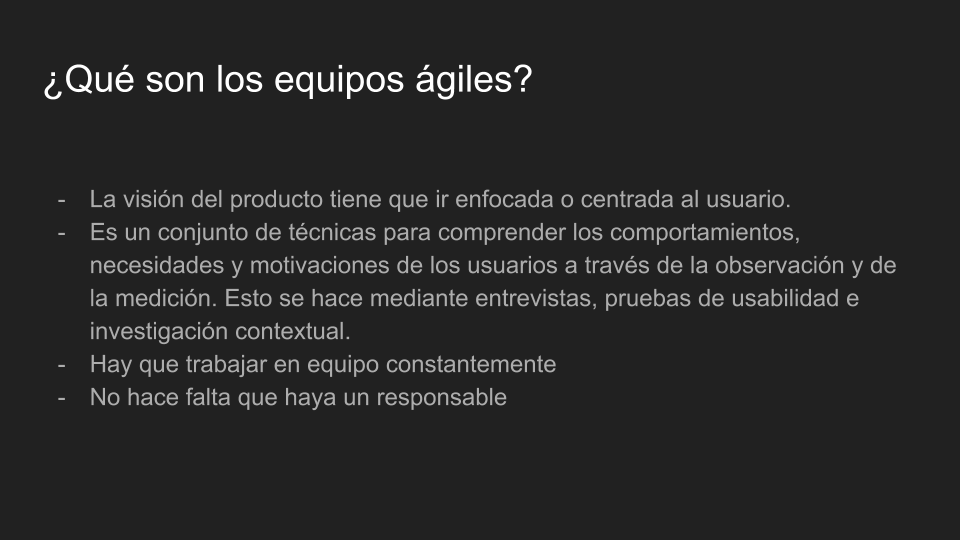 ¿Qué son los equipos ágiles?
- La visión del producto tiene que ir enfocada o centrada al usuario.
- Es un conjunto de técnicas para comprender los comportamientos,
necesidades y motivaciones de los usuarios a través de la observación y de
la medición. Esto se hace mediante entrevistas, pruebas de usabilidad e
investigación contextual.
- Hay que trabajar en equipo constantemente
- No hace falta que haya un responsable